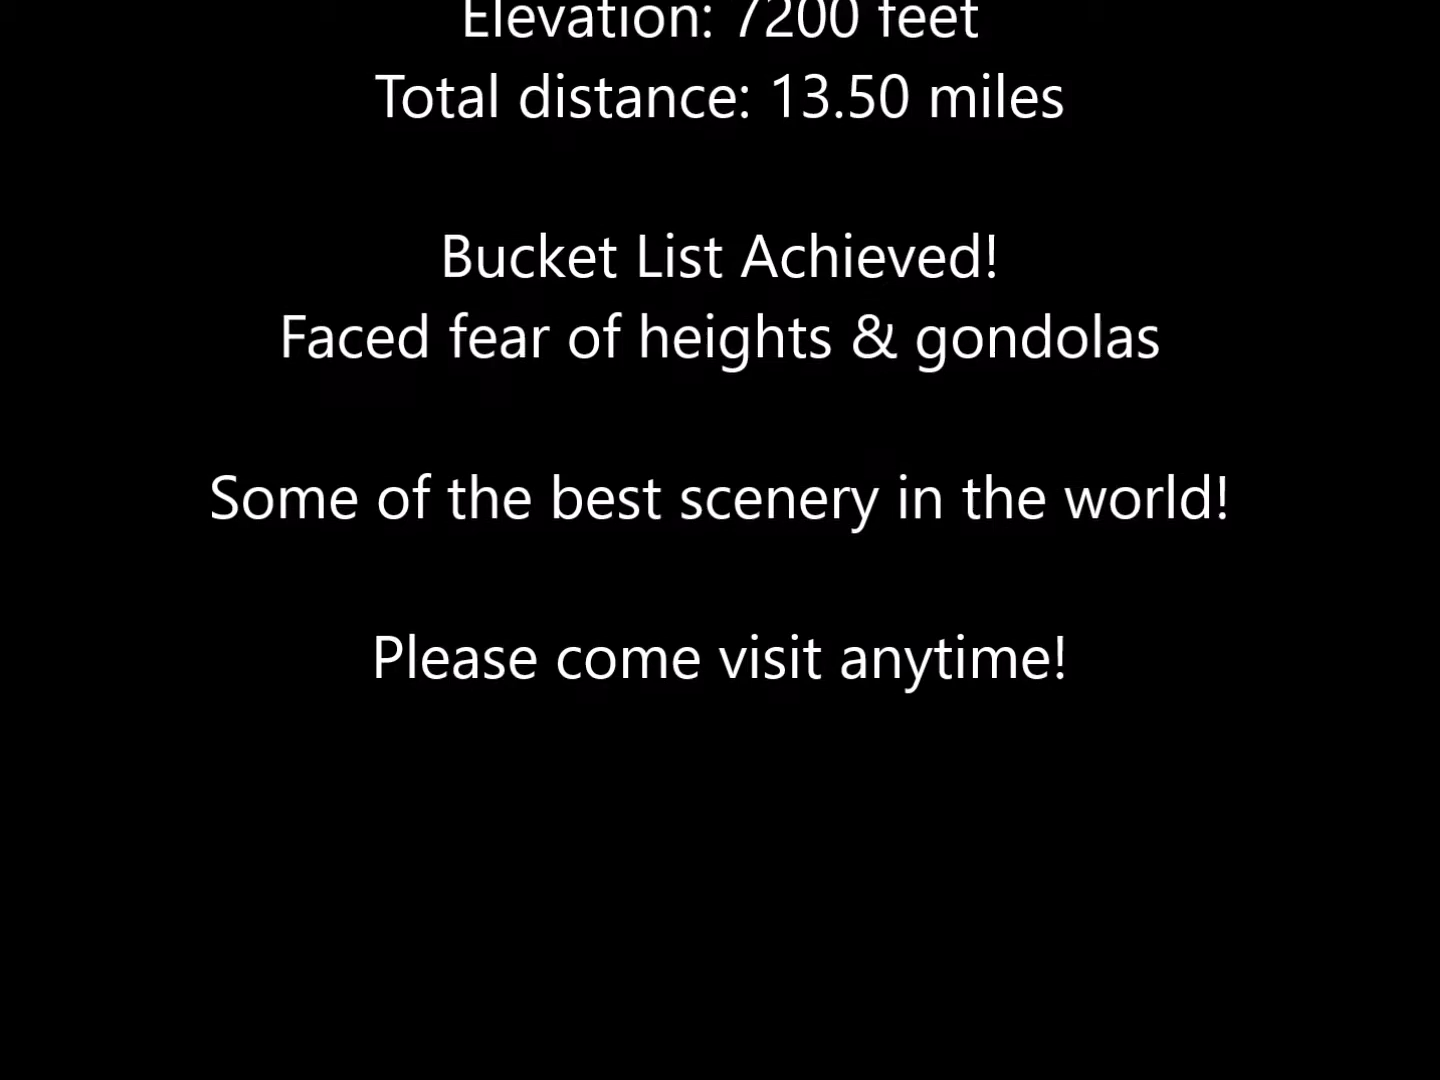 Elevation: 7200 feet
Total distance: 13.50 miles
Bucket List Achieved!
Faced fear of heights & gondolas
Some of the best scenery in the world!
Please come visit anytime!